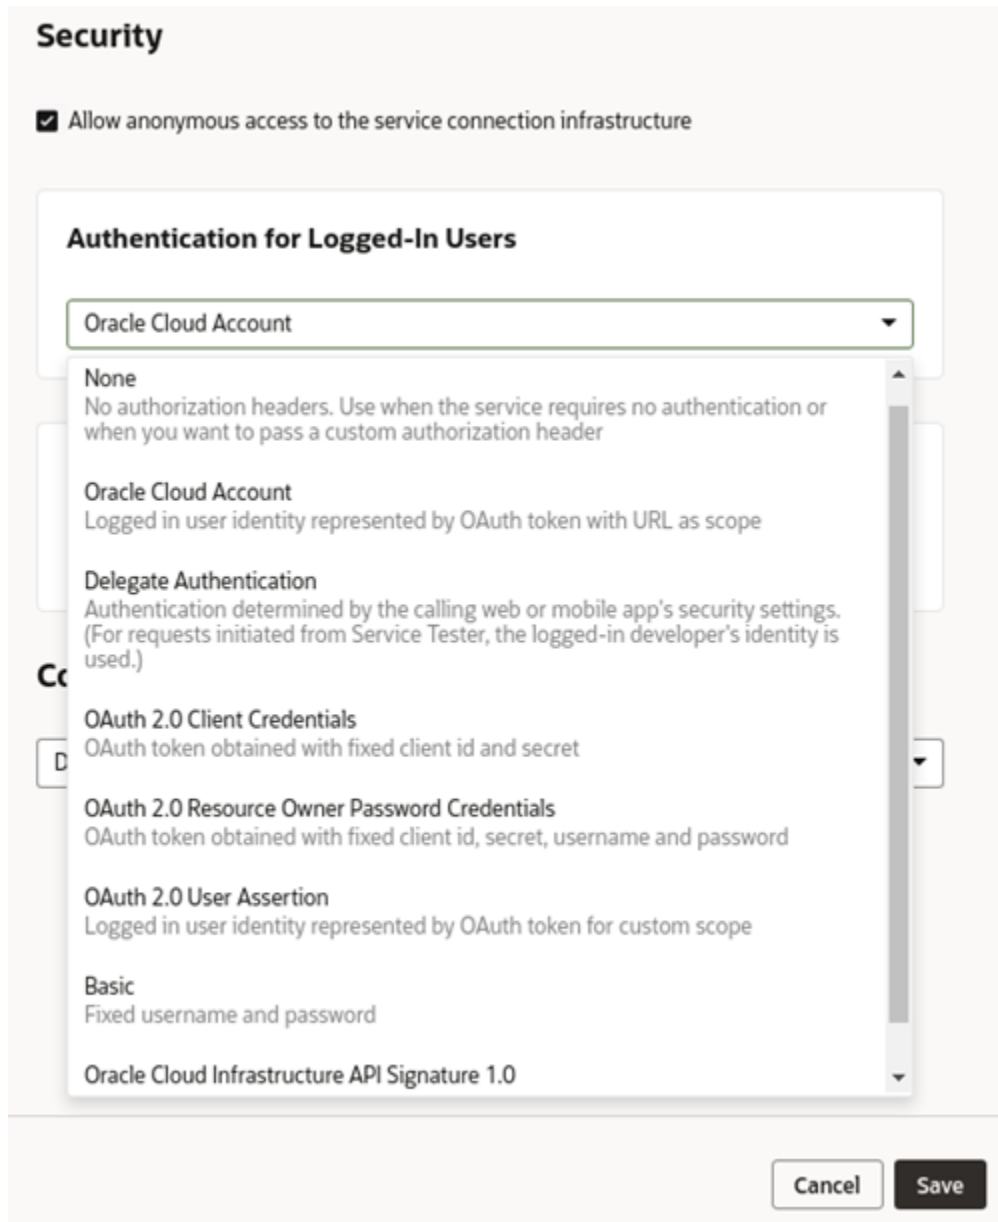 Security
Allow anonymous access to the service connection infrastructure
Authentication for Logged-In Users
Oracle Cloud Account
None
No authorization headers. Use when the service requires no authentication or
when you want to pass a custom authorization header
Oracle Cloud Account
Logged in user identity represented by OAuth token with URL as scope
Delegate Authentication
Authentication determined by the calling web or mobile app's security settings.
(For requests initiated from Service Tester, the logged-in developer's identity is
used.)
OAuth 2.0 Client Credentials
OAuth token obtained with fixed client id and secret
OAuth 2.0 Resource Owner Password Credentials
OAuth token obtained with fixed client id, secret, username and password
OAuth 2.0 User Assertion
Logged in user identity represented by OAuth token for custom scope
Basic
Fixed username and password
Oracle Cloud Infrastructure API Signature 1.0
Cancel
Save